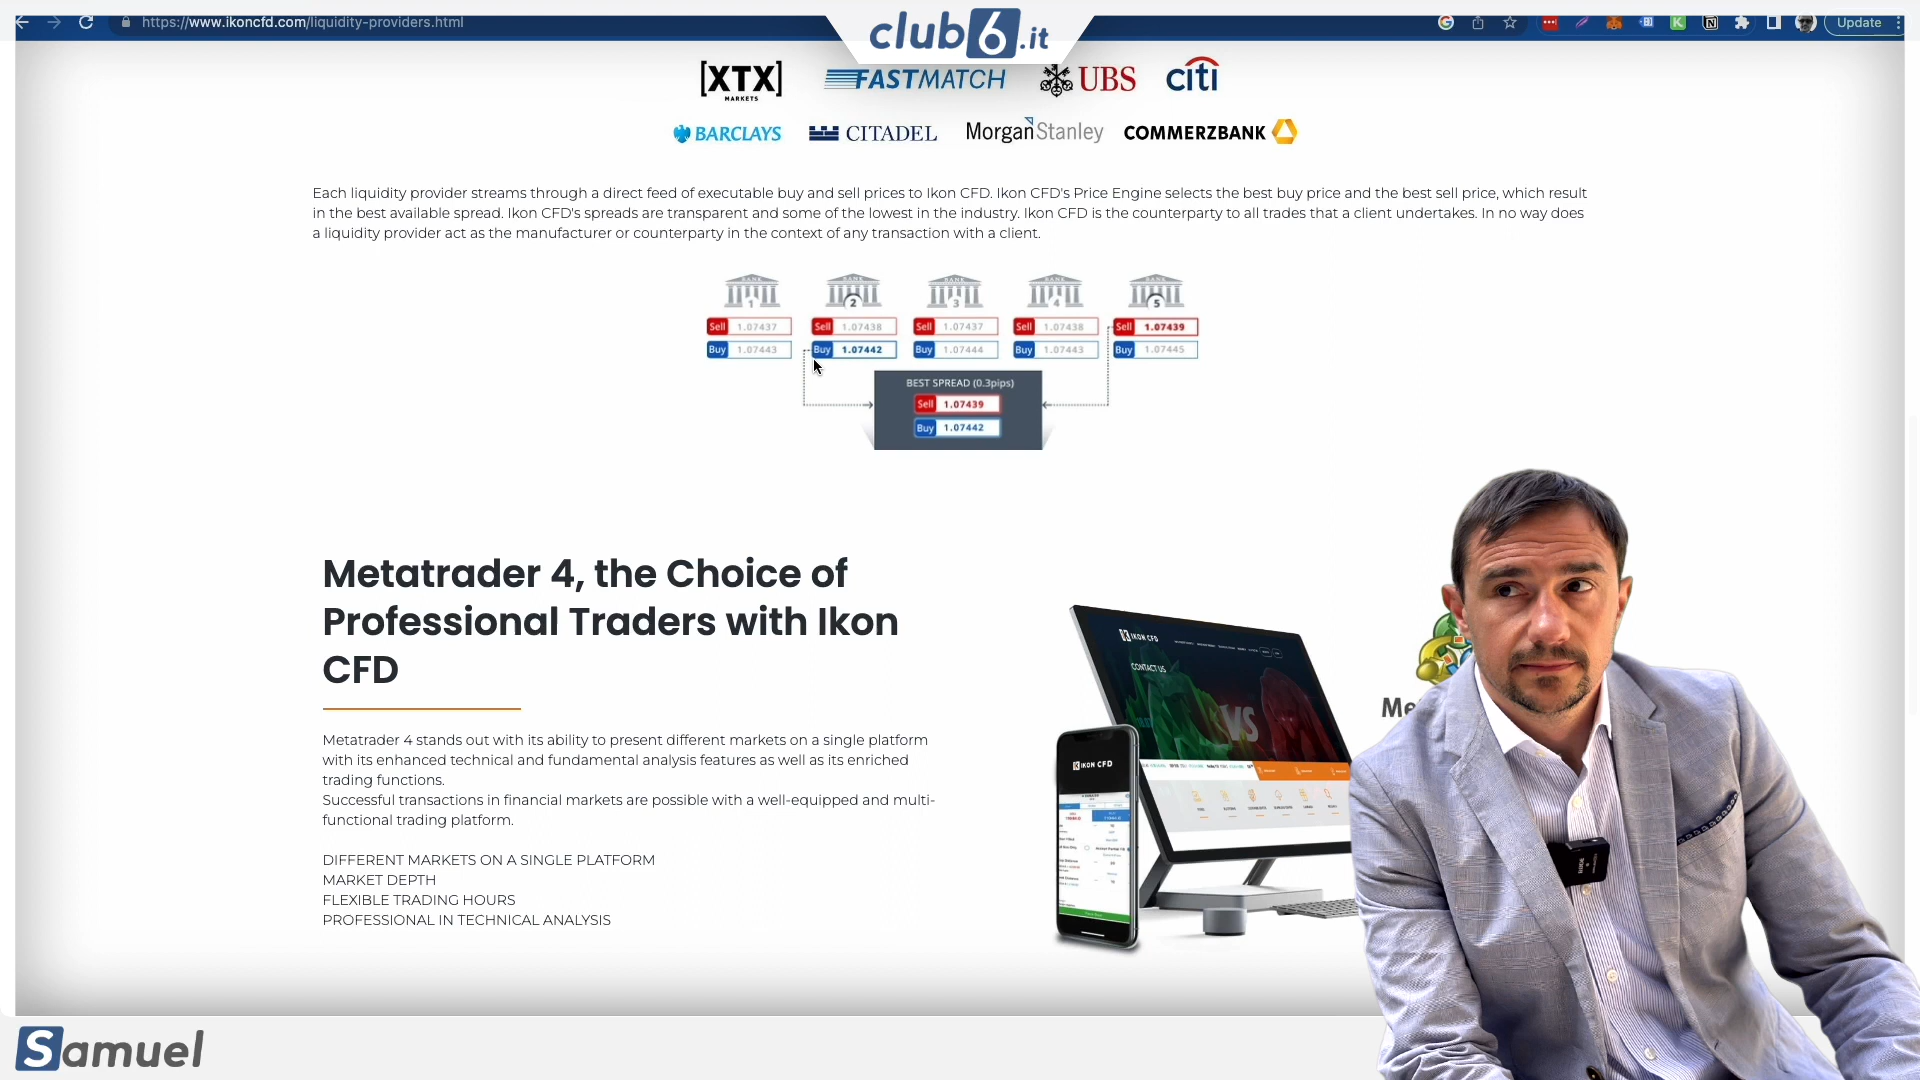 https://www.ikoncfd.com/liquidity-providers.html
Update
club6.it
[XTX]
MARKETS
FASTMATCH
UBS
citi
BARCLAYS
CITADEL
Morgan Stanley
COMMERZBANK
Each liquidity provider streams through a direct feed of executable buy and sell prices to Ikon CFD. Ikon CFD's Price Engine selects the best buy price and the best sell price, which result
in the best available spread. Ikon CFD's spreads are transparent and some of the lowest in the industry. Ikon CFD is the counterparty to all trades that a client undertakes. In no way does
a liquidity provider act as the manufacturer or counterparty in the context of any transaction with a client.
1 2 3 4 5
Sell 1.07437 Sell 1.07438 Sell 1.07437 Sell 1.07438 Sell 1.07439
Buy 1.07443 Buy 1.07442 Buy 1.07444 Buy 1.07443 Buy 1.07445
BEST SPREAD (0.3pips)
Sell 1.07439
Buy 1.07442
Metatrader 4, the Choice of
Professional Traders with Ikon
CFD
Metatrader 4 stands out with its ability to present different markets on a single platform
with its enhanced technical and fundamental analysis features as well as its enriched
trading functions.
Successful transactions in financial markets are possible with a well-equipped and multi-
functional trading platform.
DIFFERENT MARKETS ON A SINGLE PLATFORM
MARKET DEPTH
FLEXIBLE TRADING HOURS
PROFESSIONAL IN TECHNICAL ANALYSIS
IKON CFD
CONTACT US
VS
IKON CFD
Me
Samuel